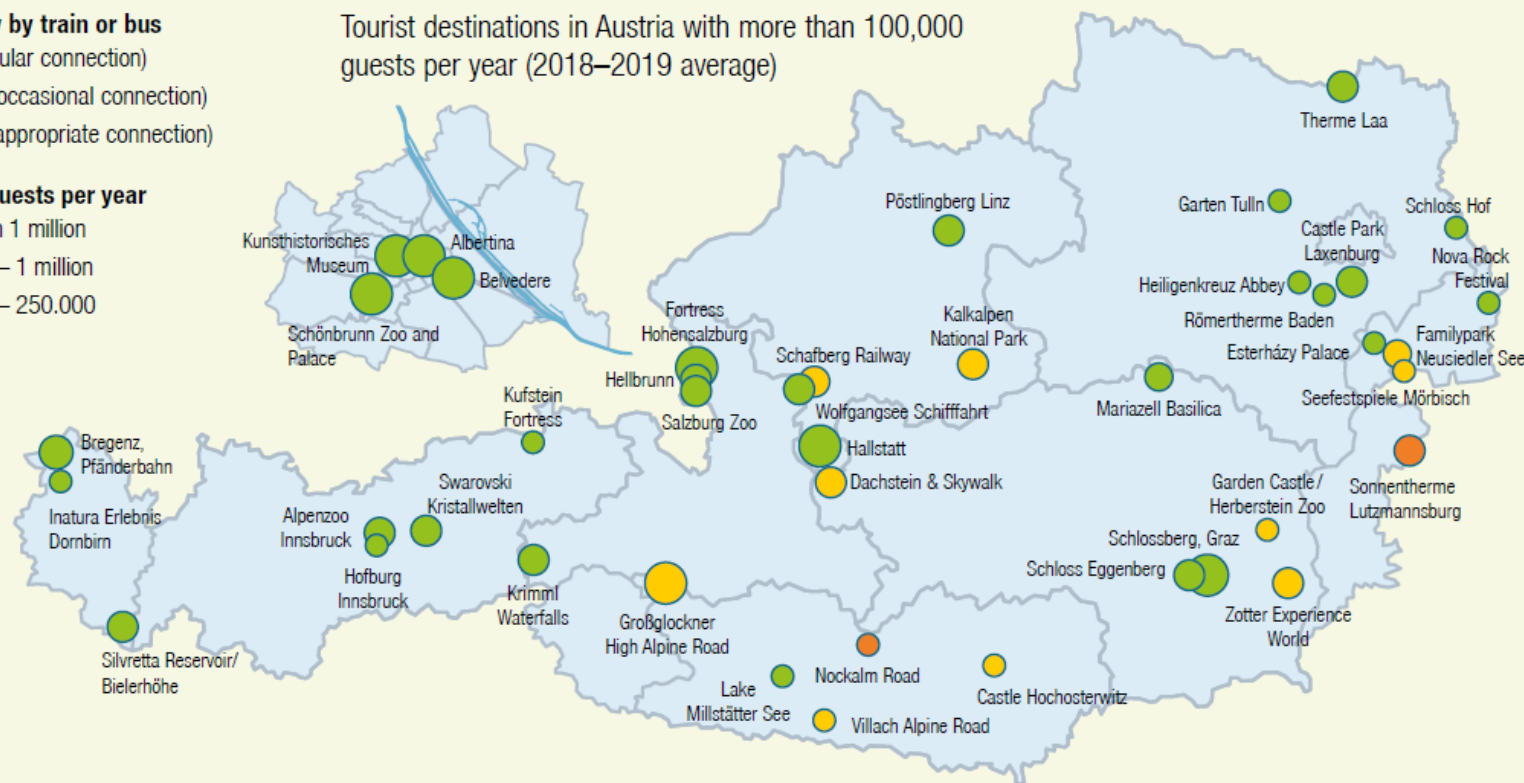 by train or bus
ular connection)
occasional connection)
appropriate connection)
uests per year
1 million
– 1 million
– 250.000
Tourist destinations in Austria with more than 100,000
guests per year (2018–2019 average)
Kunsthistorisches
Museum
Albertina
Belvedere
Schönbrunn Zoo and
Palace
Therme Laa
Pöstlingberg Linz
Garten Tulln
Schloss Hof
Castle Park
Laxenburg
Nova Rock
Festival
Heiligenkreuz Abbey
Römertherme Baden
Fortress
Hohensalzburg
Kalkalpen
National Park
Schafberg Railway
Esterházy Palace
Familypark
Neusiedler See
Hellbrunn
Salzburg Zoo
Wolfgangsee Schifffahrt
Mariazell Basilica
Seefestspiele Mörbisch
Kufstein
Fortress
Bregenz,
Pfänderbahn
Hallstatt
Dachstein & Skywalk
Swarovski
Kristallwelten
Garden Castle/
Herberstein Zoo
Sonnentherme
Lutzmannsburg
Inatura Erlebnis
Dornbirn
Alpenzoo
Innsbruck
Schlossberg, Graz
Schloss Eggenberg
Hofburg
Innsbruck
Krimml
Waterfalls
Großglockner
High Alpine Road
Zotter Experience
World
Silvretta Reservoir/
Bielerhöhe
Nockalm Road
Lake
Millstätter See
Castle Hochosterwitz
Villach Alpine Road